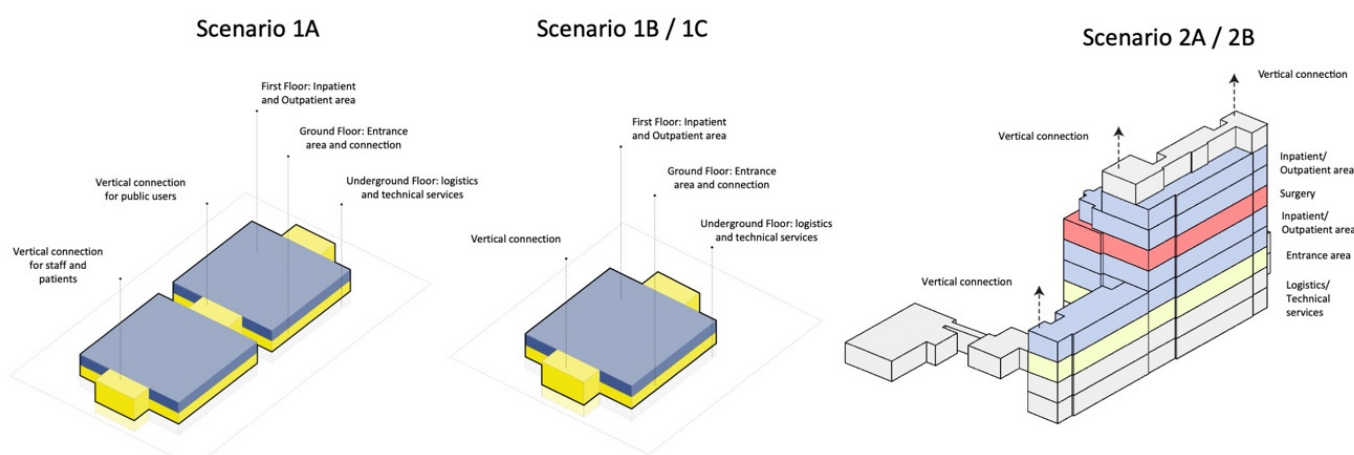 Scenario 1A
First Floor: Inpatient
and Outpatient area
Ground Floor: Entrance
area and connection
Vertical connection
for public users
Underground Floor: logistics
and technical services
Vertical connection
for staff and
patients
Scenario 1B / 1C
First Floor: Inpatient
and Outpatient area
Ground Floor: Entrance
area and connection
Underground Floor: logistics
and technical services
Vertical connection
Scenario 2A / 2B
Vertical connection
Vertical connection
Vertical connection
Inpatient/
Outpatient area
Surgery
Inpatient/
Outpatient area
Entrance area
Logistics/
Technical
services